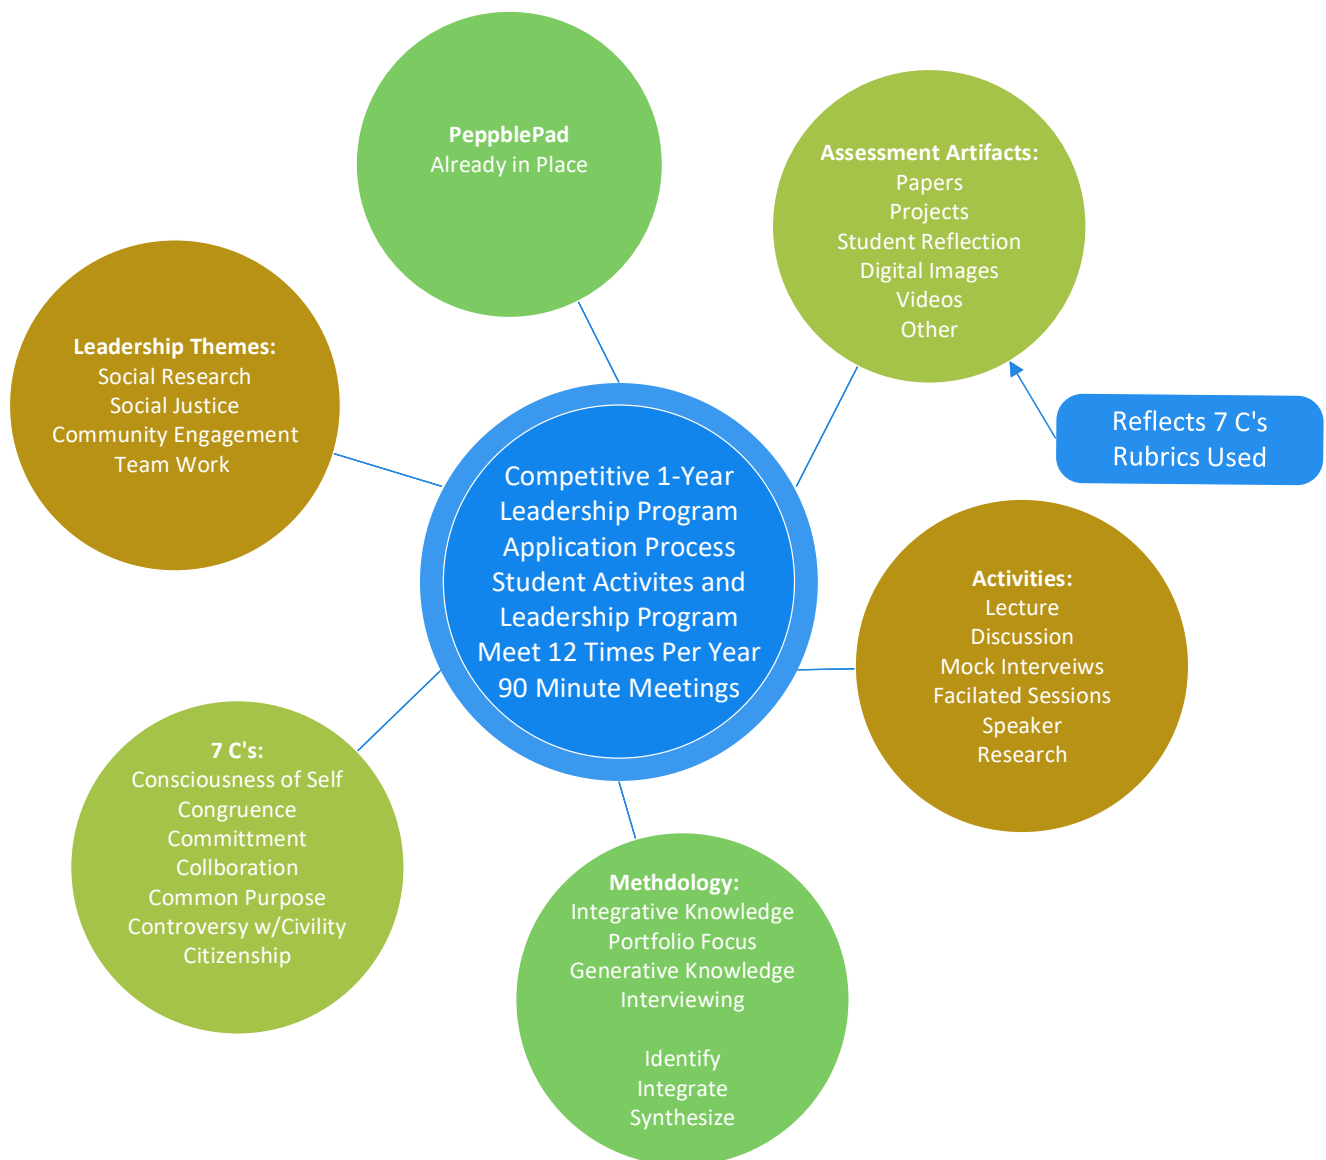 PeppblePad
Already in Place
Assessment Artifacts:
Papers
Projects
Student Reflection
Digital Images
Videos
Other
Leadership Themes:
Social Research
Social Justice
Community Engagement
Team Work
Reflects 7 C's
Rubrics Used
Competitive 1-Year
Leadership Program
Application Process
Student Activites and
Leadership Program
Meet 12 Times Per Year
90 Minute Meetings
Activities:
Lecture
Discussion
Mock Interveiws
Facilated Sessions
Speaker
Research
7 C's:
Consciousness of Self
Congruence
Committment
Collboration
Common Purpose
Controversy w/Civility
Citizenship
Methdology:
Integrative Knowledge
Portfolio Focus
Generative Knowledge
Interviewing
Identify
Integrate
Synthesize